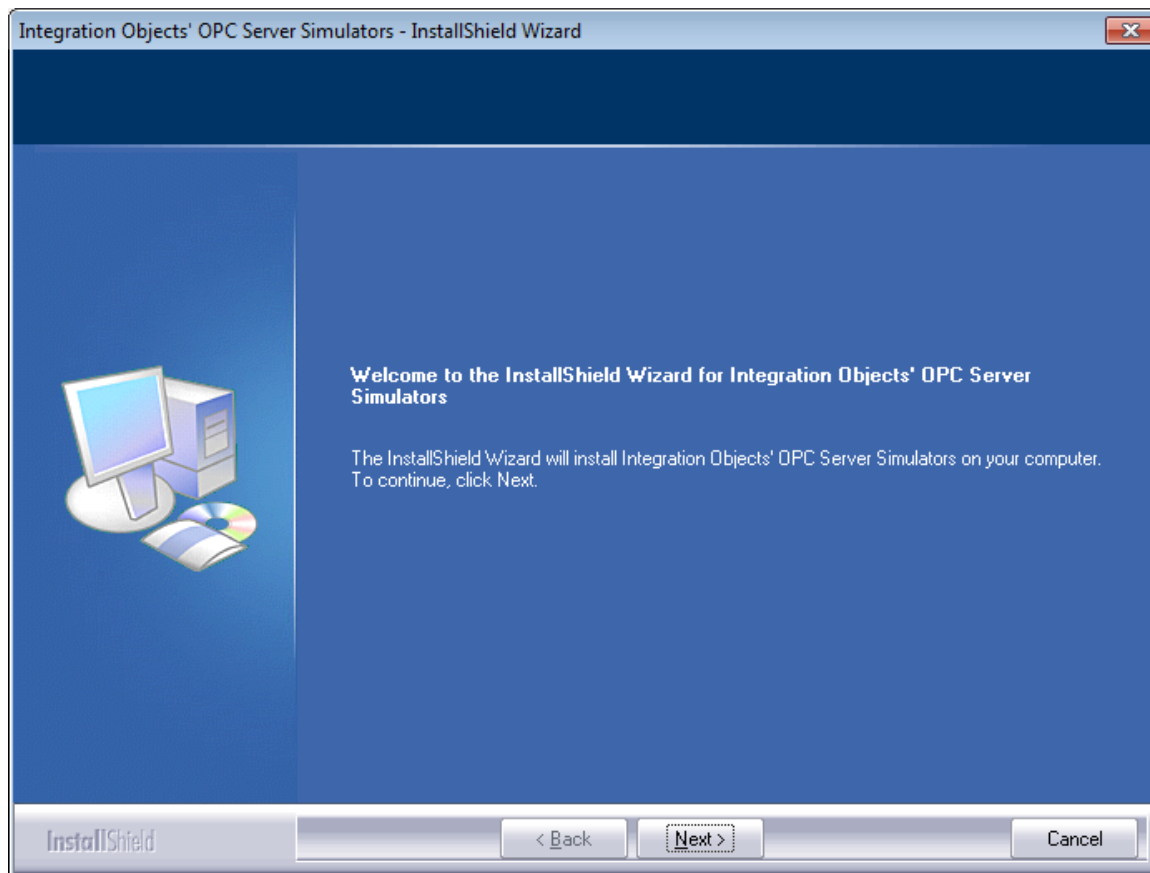 Integration Objects' OPC Server Simulators - InstallShield Wizard
Welcome to the InstallShield Wizard for Integration Objects' OPC Server
Simulators
The InstallShield Wizard will install Integration Objects' OPC Server Simulators on your computer.
To continue, click Next.
InstallShield
< Back
Next >
Cancel